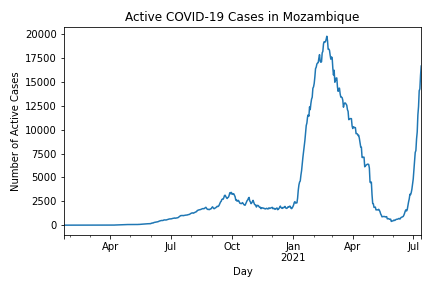 Active COVID-19 Cases in Mozambique
Number of Active Cases
20000
17500
15000
12500
10000
7500
5000
2500
0
Apr Jul Oct Jan Apr Jul
2021
Day